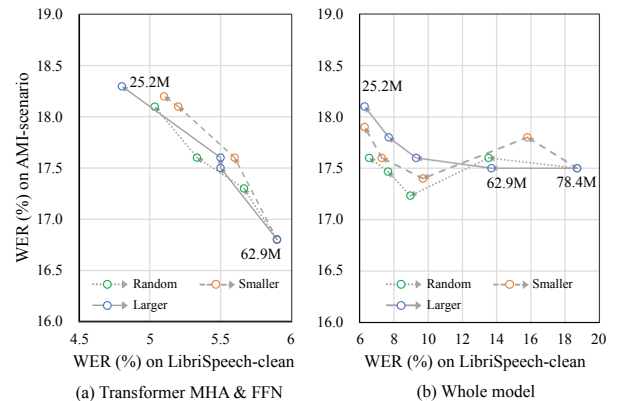 WER (%) on AMI-scenario
19.0
18.5
18.0
17.5
17.0
16.5
16.0
25.2M
62.9M
Random
Smaller
Larger
4.5
5
5.5
6
WER (%) on LibriSpeech-clean
(a) Transformer MHA & FFN
19.0
18.5
18.0
17.5
17.0
16.5
16.0
25.2M
62.9M
78.4M
Random
Smaller
Larger
6
8
10
12
14
16
18
20
WER (%) on LibriSpeech-clean
(b) Whole model